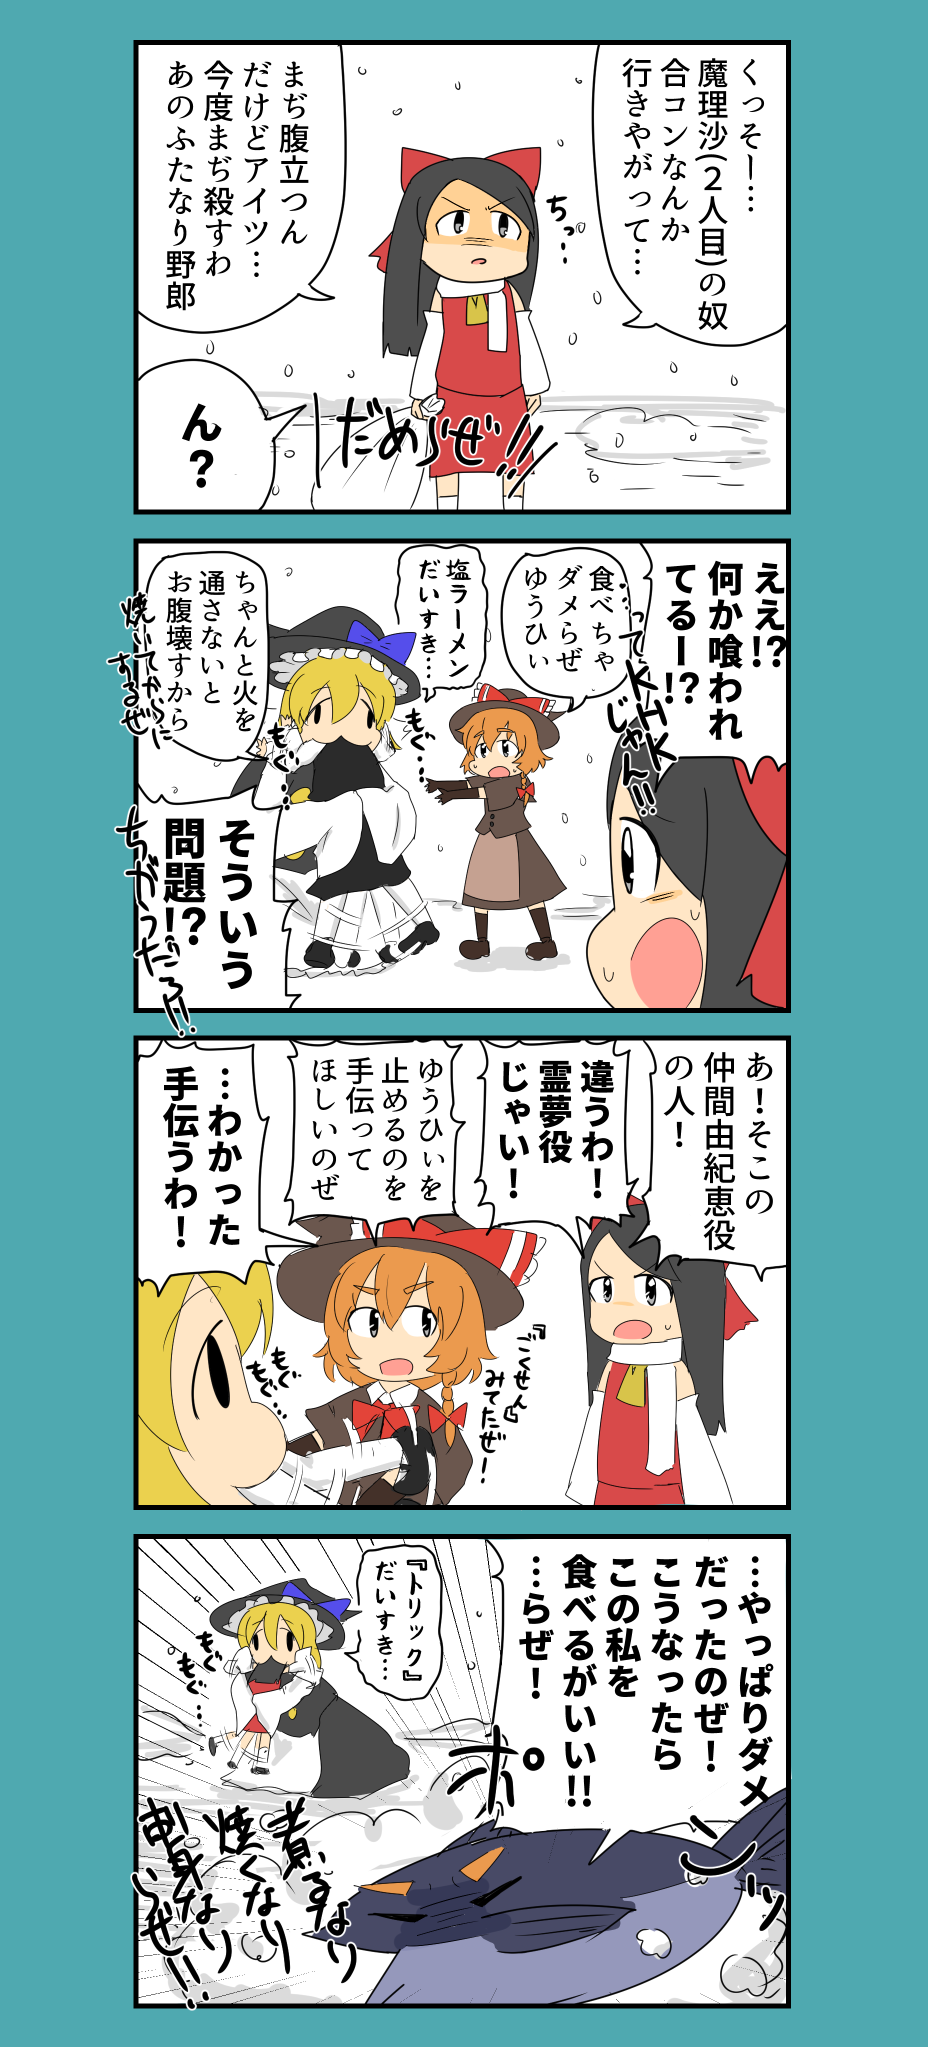 くっそー…
魔理沙(2人目)の奴
合コンなんか
行きやがって…
ちっ…
まぢ腹立つん
だけどアイツ…
今度まぢ殺すわ
あのふたなり野郎
だめらぜ!!!
ん?
ええ!?
何か喰われ
てるー!?
…ってKHK
じゃん!!!
食べちゃ
ダメらぜ
ゆうひぃ
塩ラーメン
だいすき…
もぐ…
もぐ…
ちゃんと火を
通さないと
お腹壊すから
焼いてからに
するぜ
そういう
問題!?
ちがうだろ!!
あ!そこの
仲間由紀恵役
の人!
違うわ!
霊夢役
じゃい!
ゆうひぃを
止めるのを
手伝って
ほしいのぜ
…わかった
手伝うわ!
『ごくせん』
みてたぜ!
もぐ
もぐ…
…やっぱりダメ
だったのぜ!
こうなったら
この私を
食べるがいい!!
…らぜ!
『トリック』
だいすき…
もぐ
もぐ…
ポイッ
煮るなり
焼くなり
刺身なり
らぜ!!